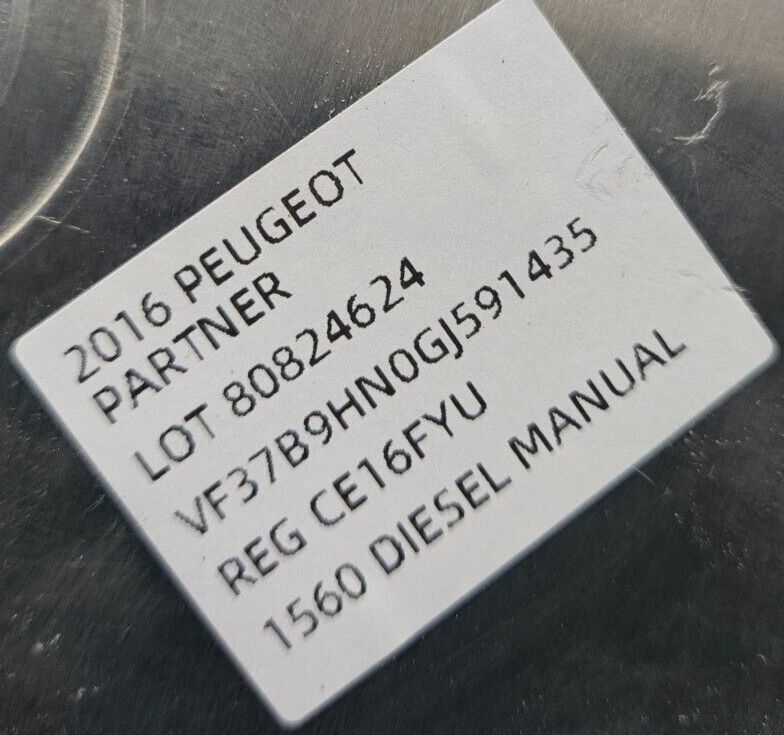 2016 PEUGEOT
PARTNER
LOT 80824624
VF37B9HN0GJ591435
REG CE16FYU
1560 DIESEL MANUAL